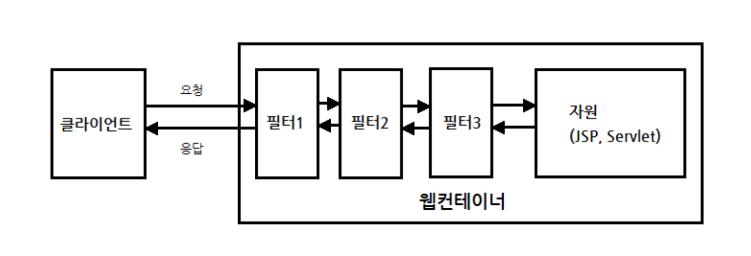 요청
클라이언트
응답
필터1
필터2
필터3
자원
(JSP, Servlet)
웹컨테이너